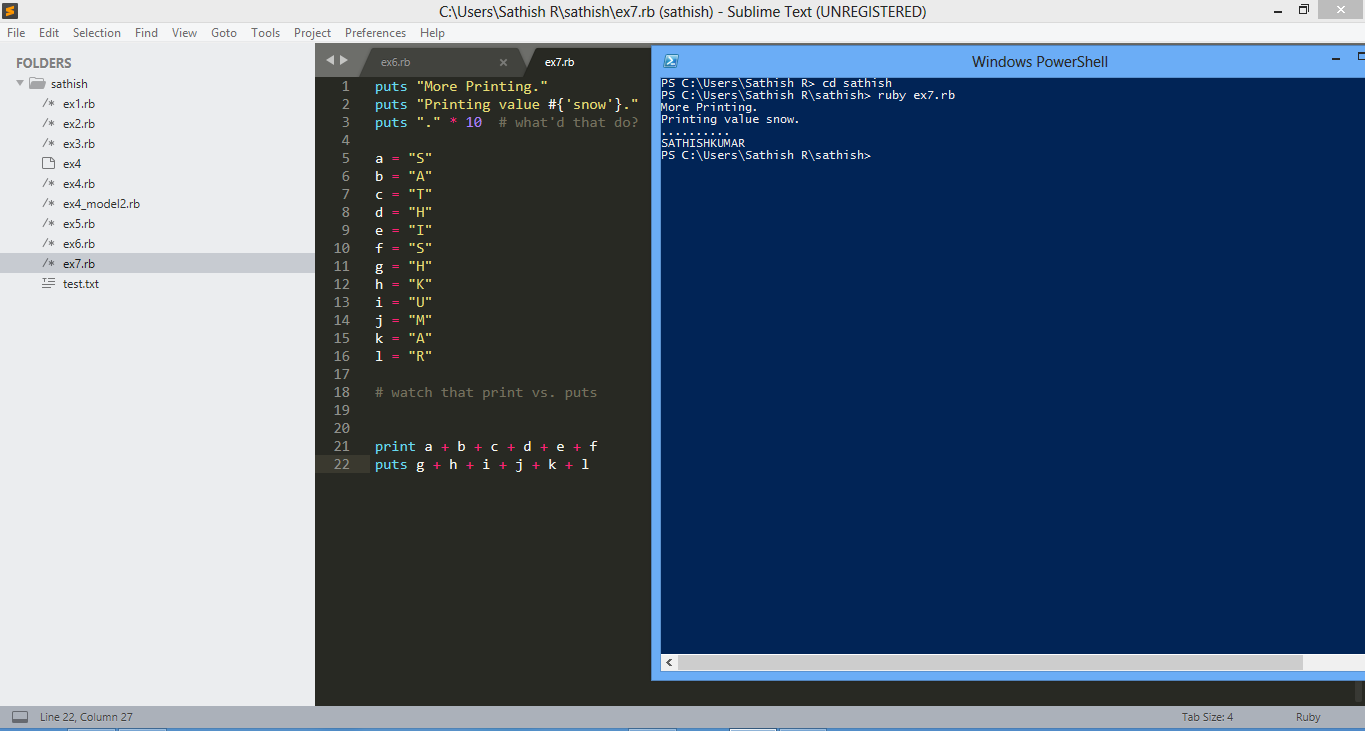 C:\Users\Sathish R\sathish\ex7.rb (sathish) - Sublime Text (UNREGISTERED)
File Edit Selection Find View Goto Tools Project Preferences Help
FOLDERS
sathish
/* ex1.rb
/* ex2.rb
/* ex3.rb
ex4
/* ex4.rb
/* ex4_model2.rb
/* ex5.rb
/* ex6.rb
/* ex7.rb
test.txt
ex6.rb × ex7.rb
1 puts "More Printing."
2 puts "Printing value #{'snow'}."
3 puts "." * 10  # what'd that do?
4
5 a = "S"
6 b = "A"
7 c = "T"
8 d = "H"
9 e = "I"
10 f = "S"
11 g = "H"
12 h = "K"
13 i = "U"
14 j = "M"
15 k = "A"
16 l = "R"
17
18 # watch that print vs. puts
19
20
21 print a + b + c + d + e + f
22 puts g + h + i + j + k + l
Windows PowerShell
PS C:\Users\Sathish R> cd sathish
PS C:\Users\Sathish R\sathish> ruby ex7.rb
More Printing.
Printing value snow.
..........
SATHISHKUMAR
PS C:\Users\Sathish R\sathish>
Line 22, Column 27
Tab Size: 4
Ruby